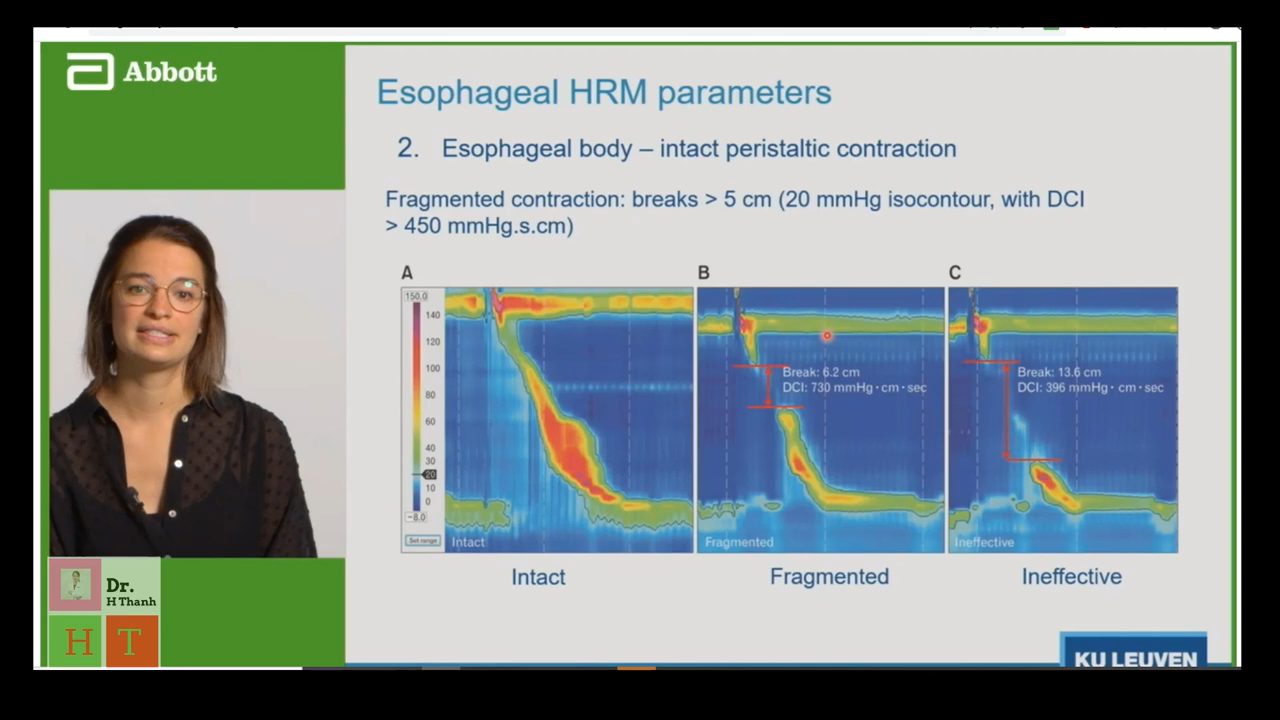 Abbott
Esophageal HRM parameters
2. Esophageal body – intact peristaltic contraction
Fragmented contraction: breaks > 5 cm (20 mmHg isocontour, with DCI
> 450 mmHg.s.cm)
A
B
C
150.0
140
120
100
80
60
40
30
20
10
0
−8.0
Set range
Intact
Break: 6.2 cm
DCI: 730 mmHg · cm · sec
Fragmented
Break: 13.6 cm
DCI: 396 mmHg · cm · sec
Ineffective
Intact
Fragmented
Ineffective
Dr.
H Thanh
H T
KU LEUVEN